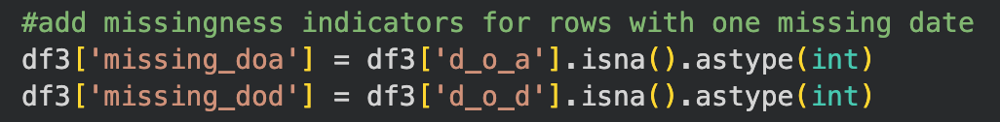 #add missingness indicators for rows with one missing date
df3['missing_doa'] = df3['d_o_a'].isna().astype(int)
df3['missing_dod'] = df3['d_o_d'].isna().astype(int)